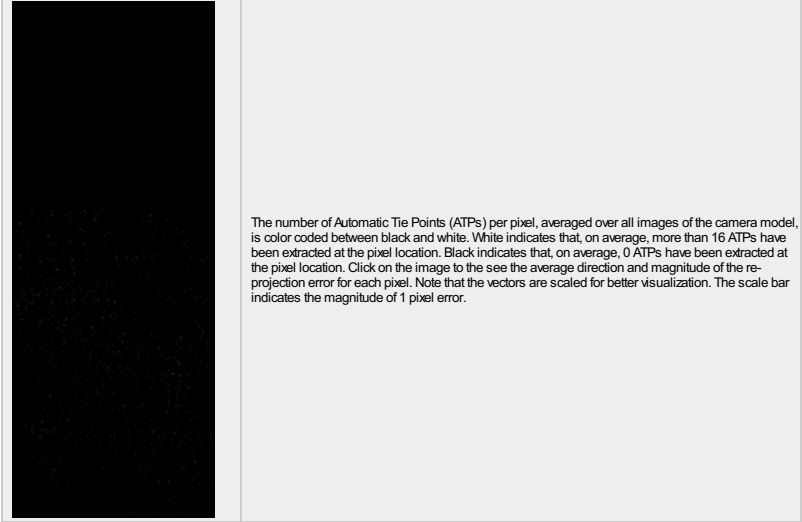 The number of Automatic Tie Points (ATPs) per pixel, averaged over all images of the camera model,
is color coded between black and white. White indicates that, on average, more than 16 ATPs have
been extracted at the pixel location. Black indicates that, on average, 0 ATPs have been extracted at
the pixel location. Click on the image to the see the average direction and magnitude of the re-
projection error for each pixel. Note that the vectors are scaled for better visualization. The scale bar
indicates the magnitude of 1 pixel error.